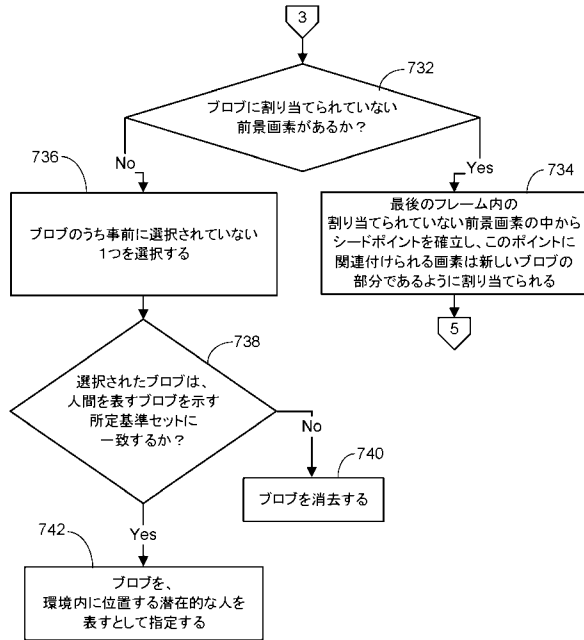 3
732
ブロブに割り当てられていない
前景画素があるか？
No
Yes
736
ブロブのうち事前に選択されていない
1つを選択する
734
最後のフレーム内の
割り当てられていない前景画素の中から
シードポイントを確立し、このポイントに
関連付けられる画素は新しいブロブの
部分であるように割り当てられる
5
738
選択されたブロブは、
人間を表すブロブを示す
所定基準セットに
一致するか？
No
740
ブロブを消去する
Yes
742
ブロブを、
環境内に位置する潜在的な人を
表すとして指定する